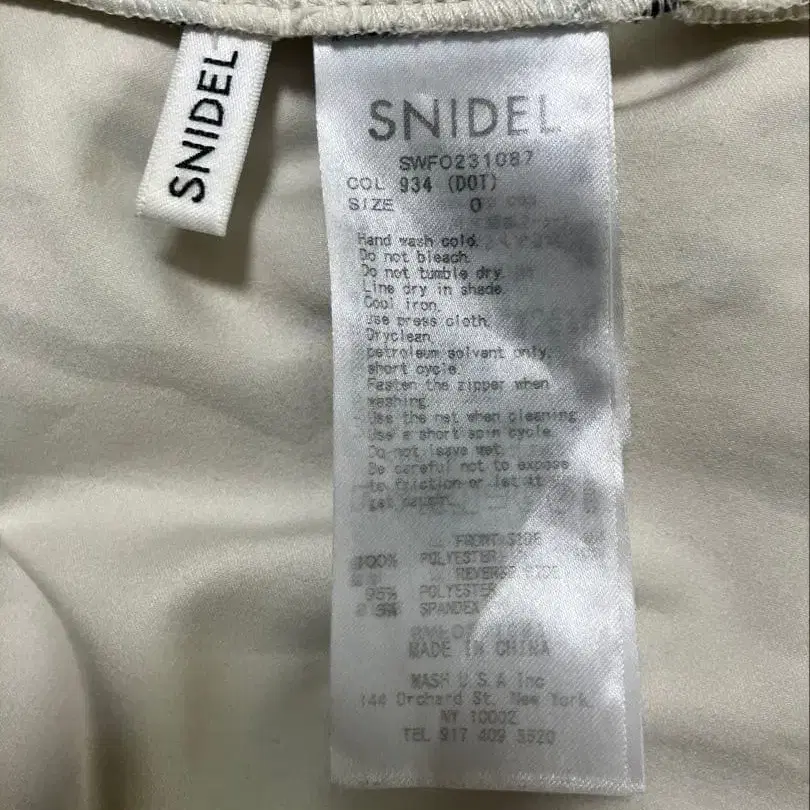 SNIDEL
SNIDEL
SWFO231087
COL 934 (DOT)
SIZE 0
Hand wash cold.
Do not bleach.
Do not tumble dry.
Line dry in shade.
Cool iron.
Use press cloth.
Dryclean
petroleum solvent only,
short cycle.
Fasten the zipper when
washing.
Use the net when cleaning.
Use a short spin cycle.
Do not leave wet.
Be careful not to expose
to friction or let it
get caught.
FRONT SIDE
100% POLYESTER
REVERSE SIDE
95% POLYESTER
5% SPANDEX
MADE IN CHINA
MASH U.S.A Inc
144 Orchard St. New York.
NY 10002
TEL 917 409 3520